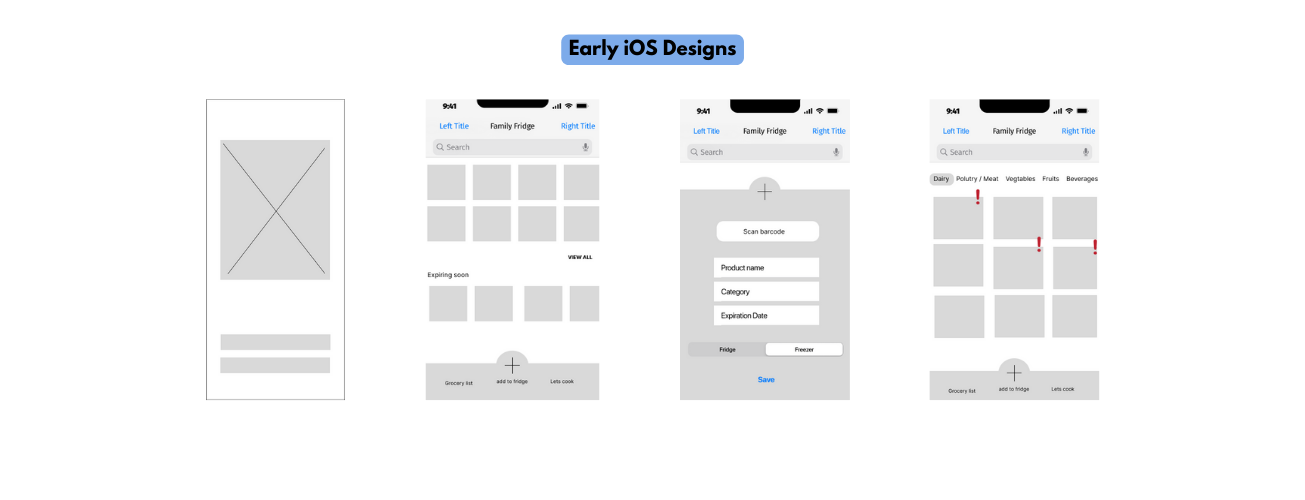 Early iOS Designs
9:41
Left Title Family Fridge Right Title
Search
VIEW ALL
Expiring soon
Grocery list add to fridge Lets cook
9:41
Left Title Family Fridge Right Title
Search
Scan barcode
Product name
Category
Expiration Date
Fridge Freezer
Save
9:41
Left Title Family Fridge Right Title
Search
Dairy Polutry / Meat Vegtables Fruits Beverages
!
!
!
Grocery list add to fridge Lets cook